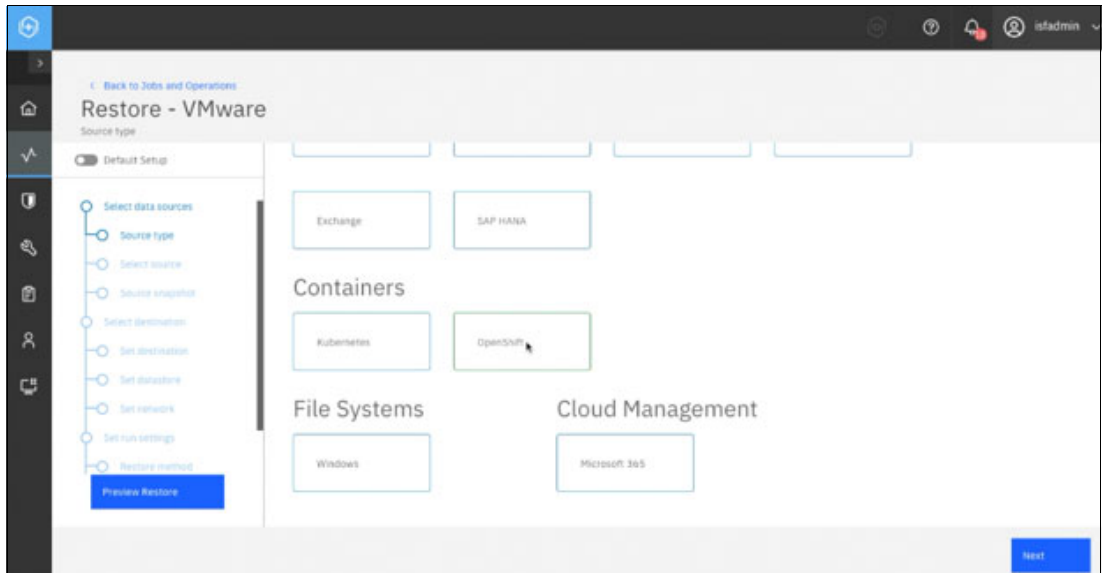 isfadmin
Back to Jobs and Operations
Restore - VMware
Source type
Default Setup
Select data sources
Source type
Select source
Source snapshot
Select destination
Set destination
Set datastore
Set network
Set run settings
Restore method
Preview Restore
Exchange
SAP HANA
Containers
Kubernetes
OpenShift
File Systems
Cloud Management
Windows
Microsoft 365
Next